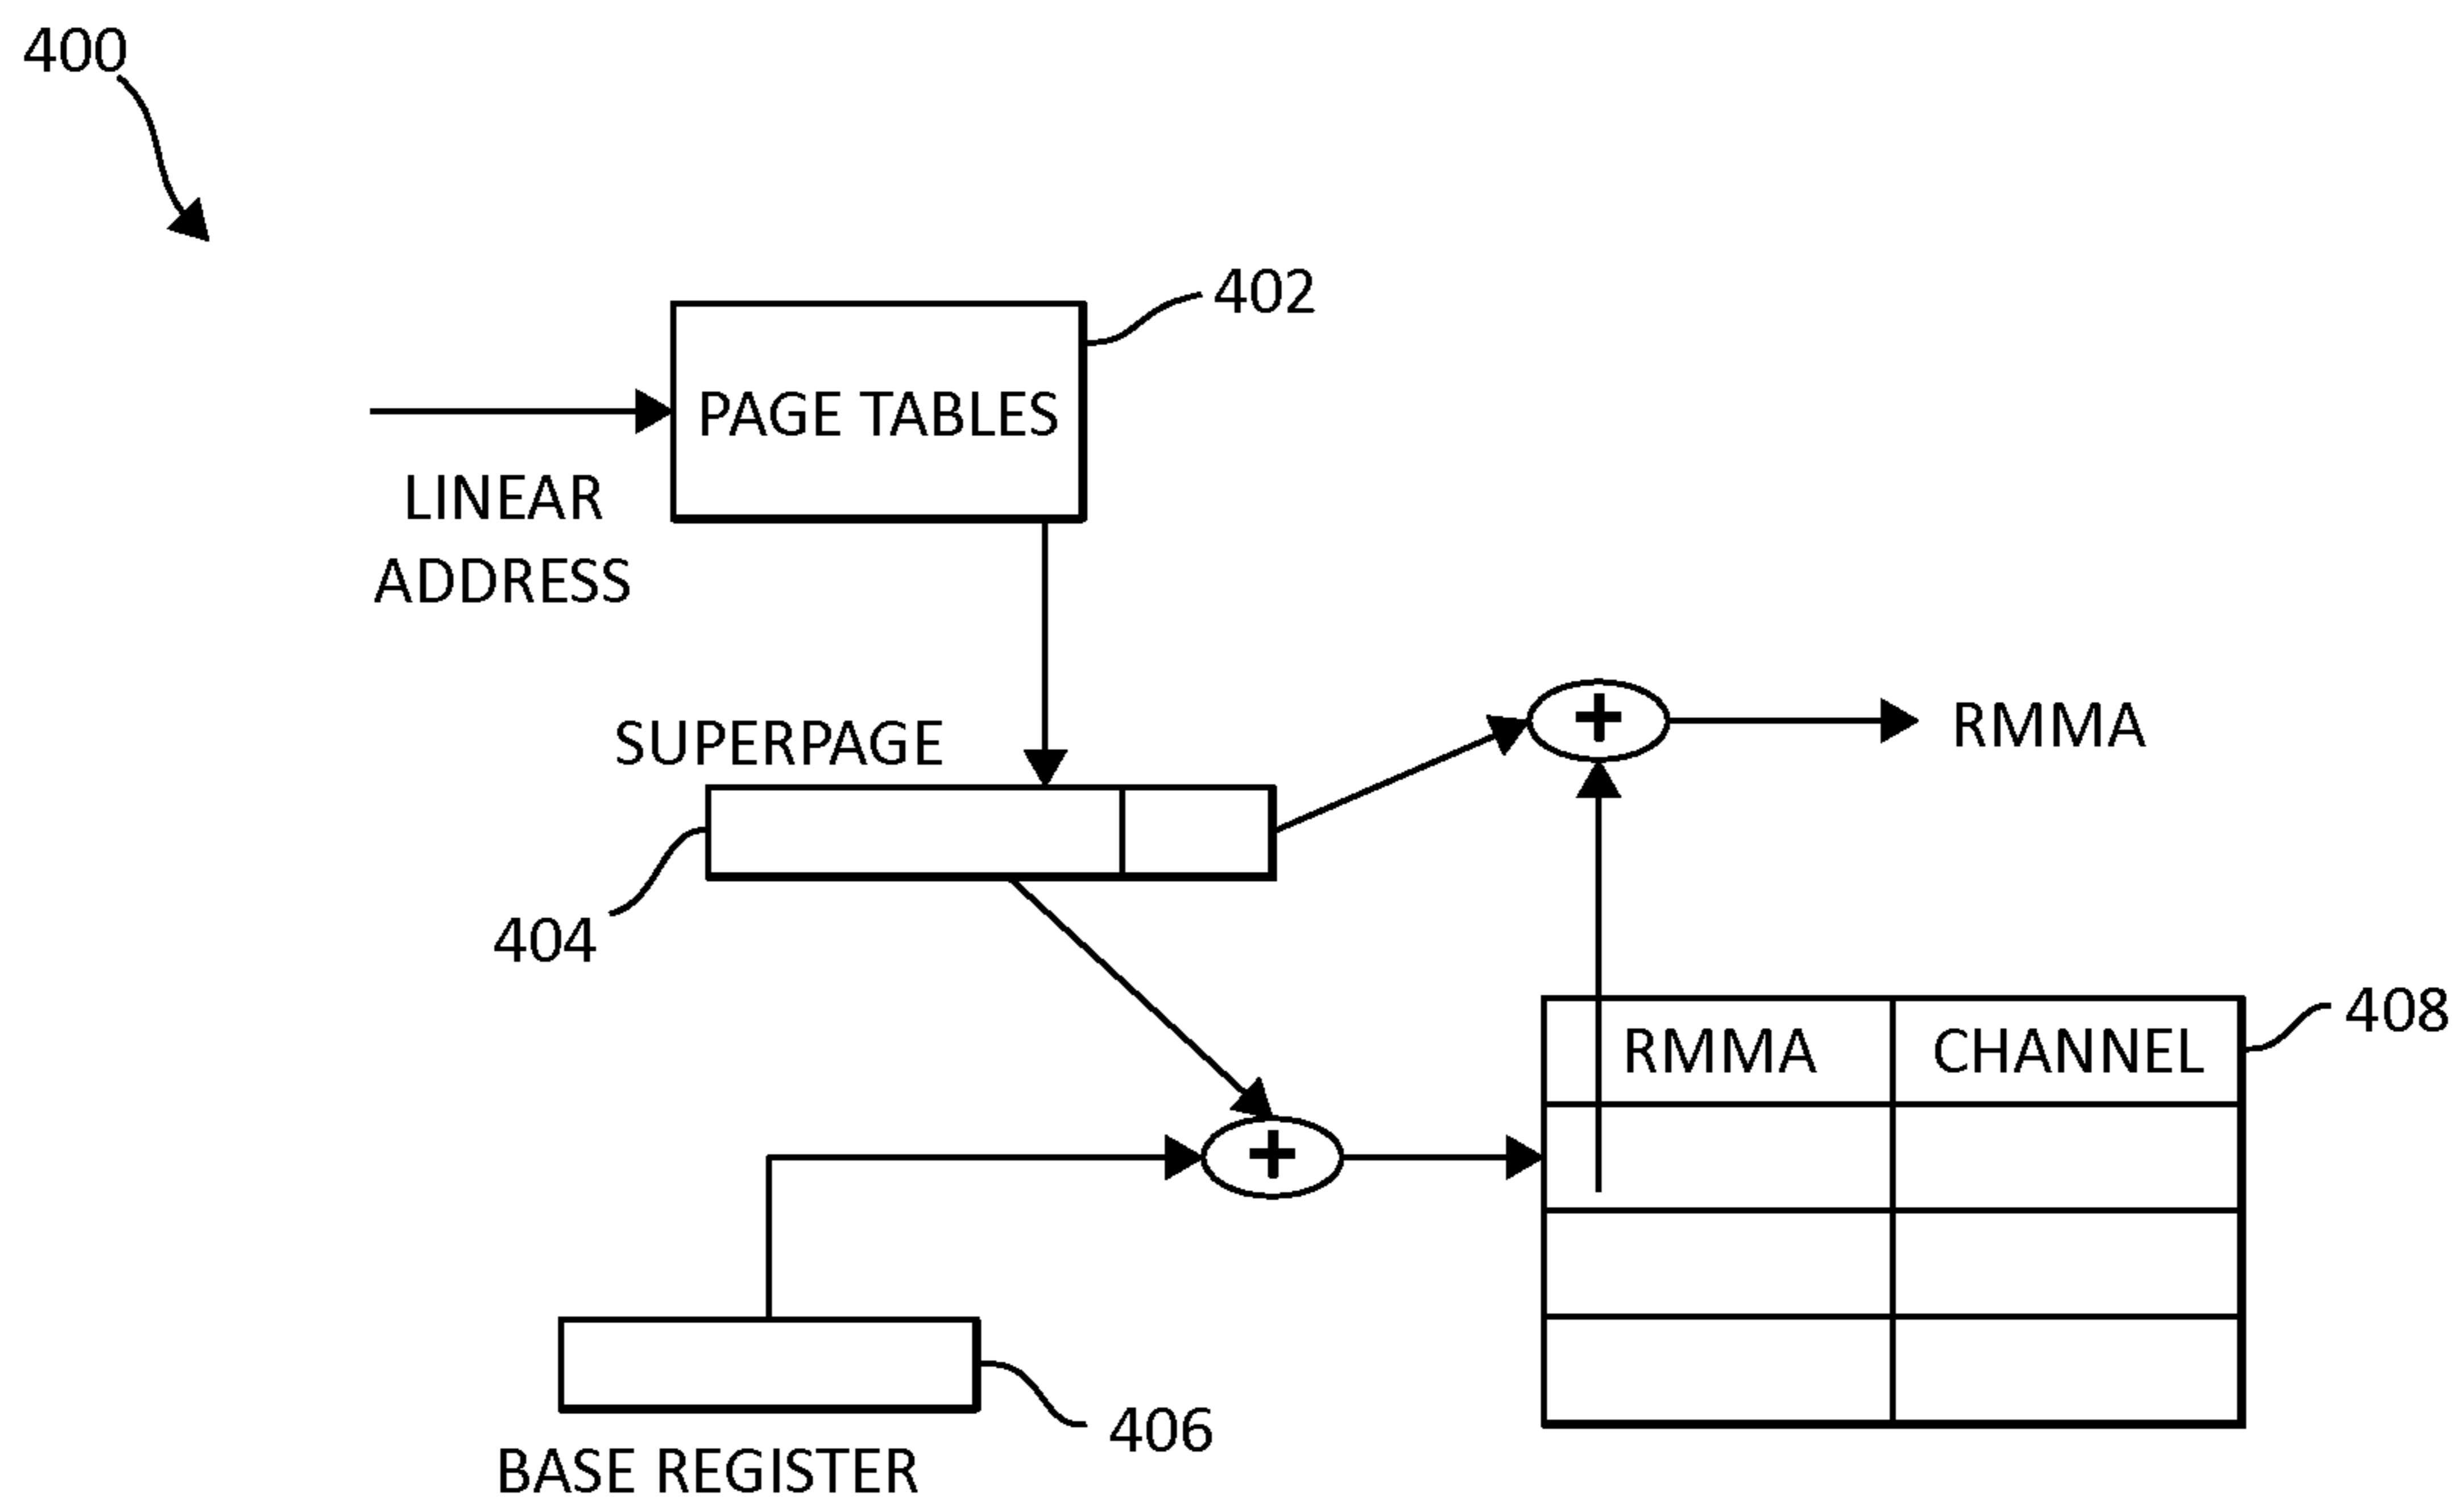 400
402
PAGE TABLES
LINEAR
ADDRESS
SUPERPAGE
+
RMMA
404
408
RMMA CHANNEL
+
406
BASE REGISTER